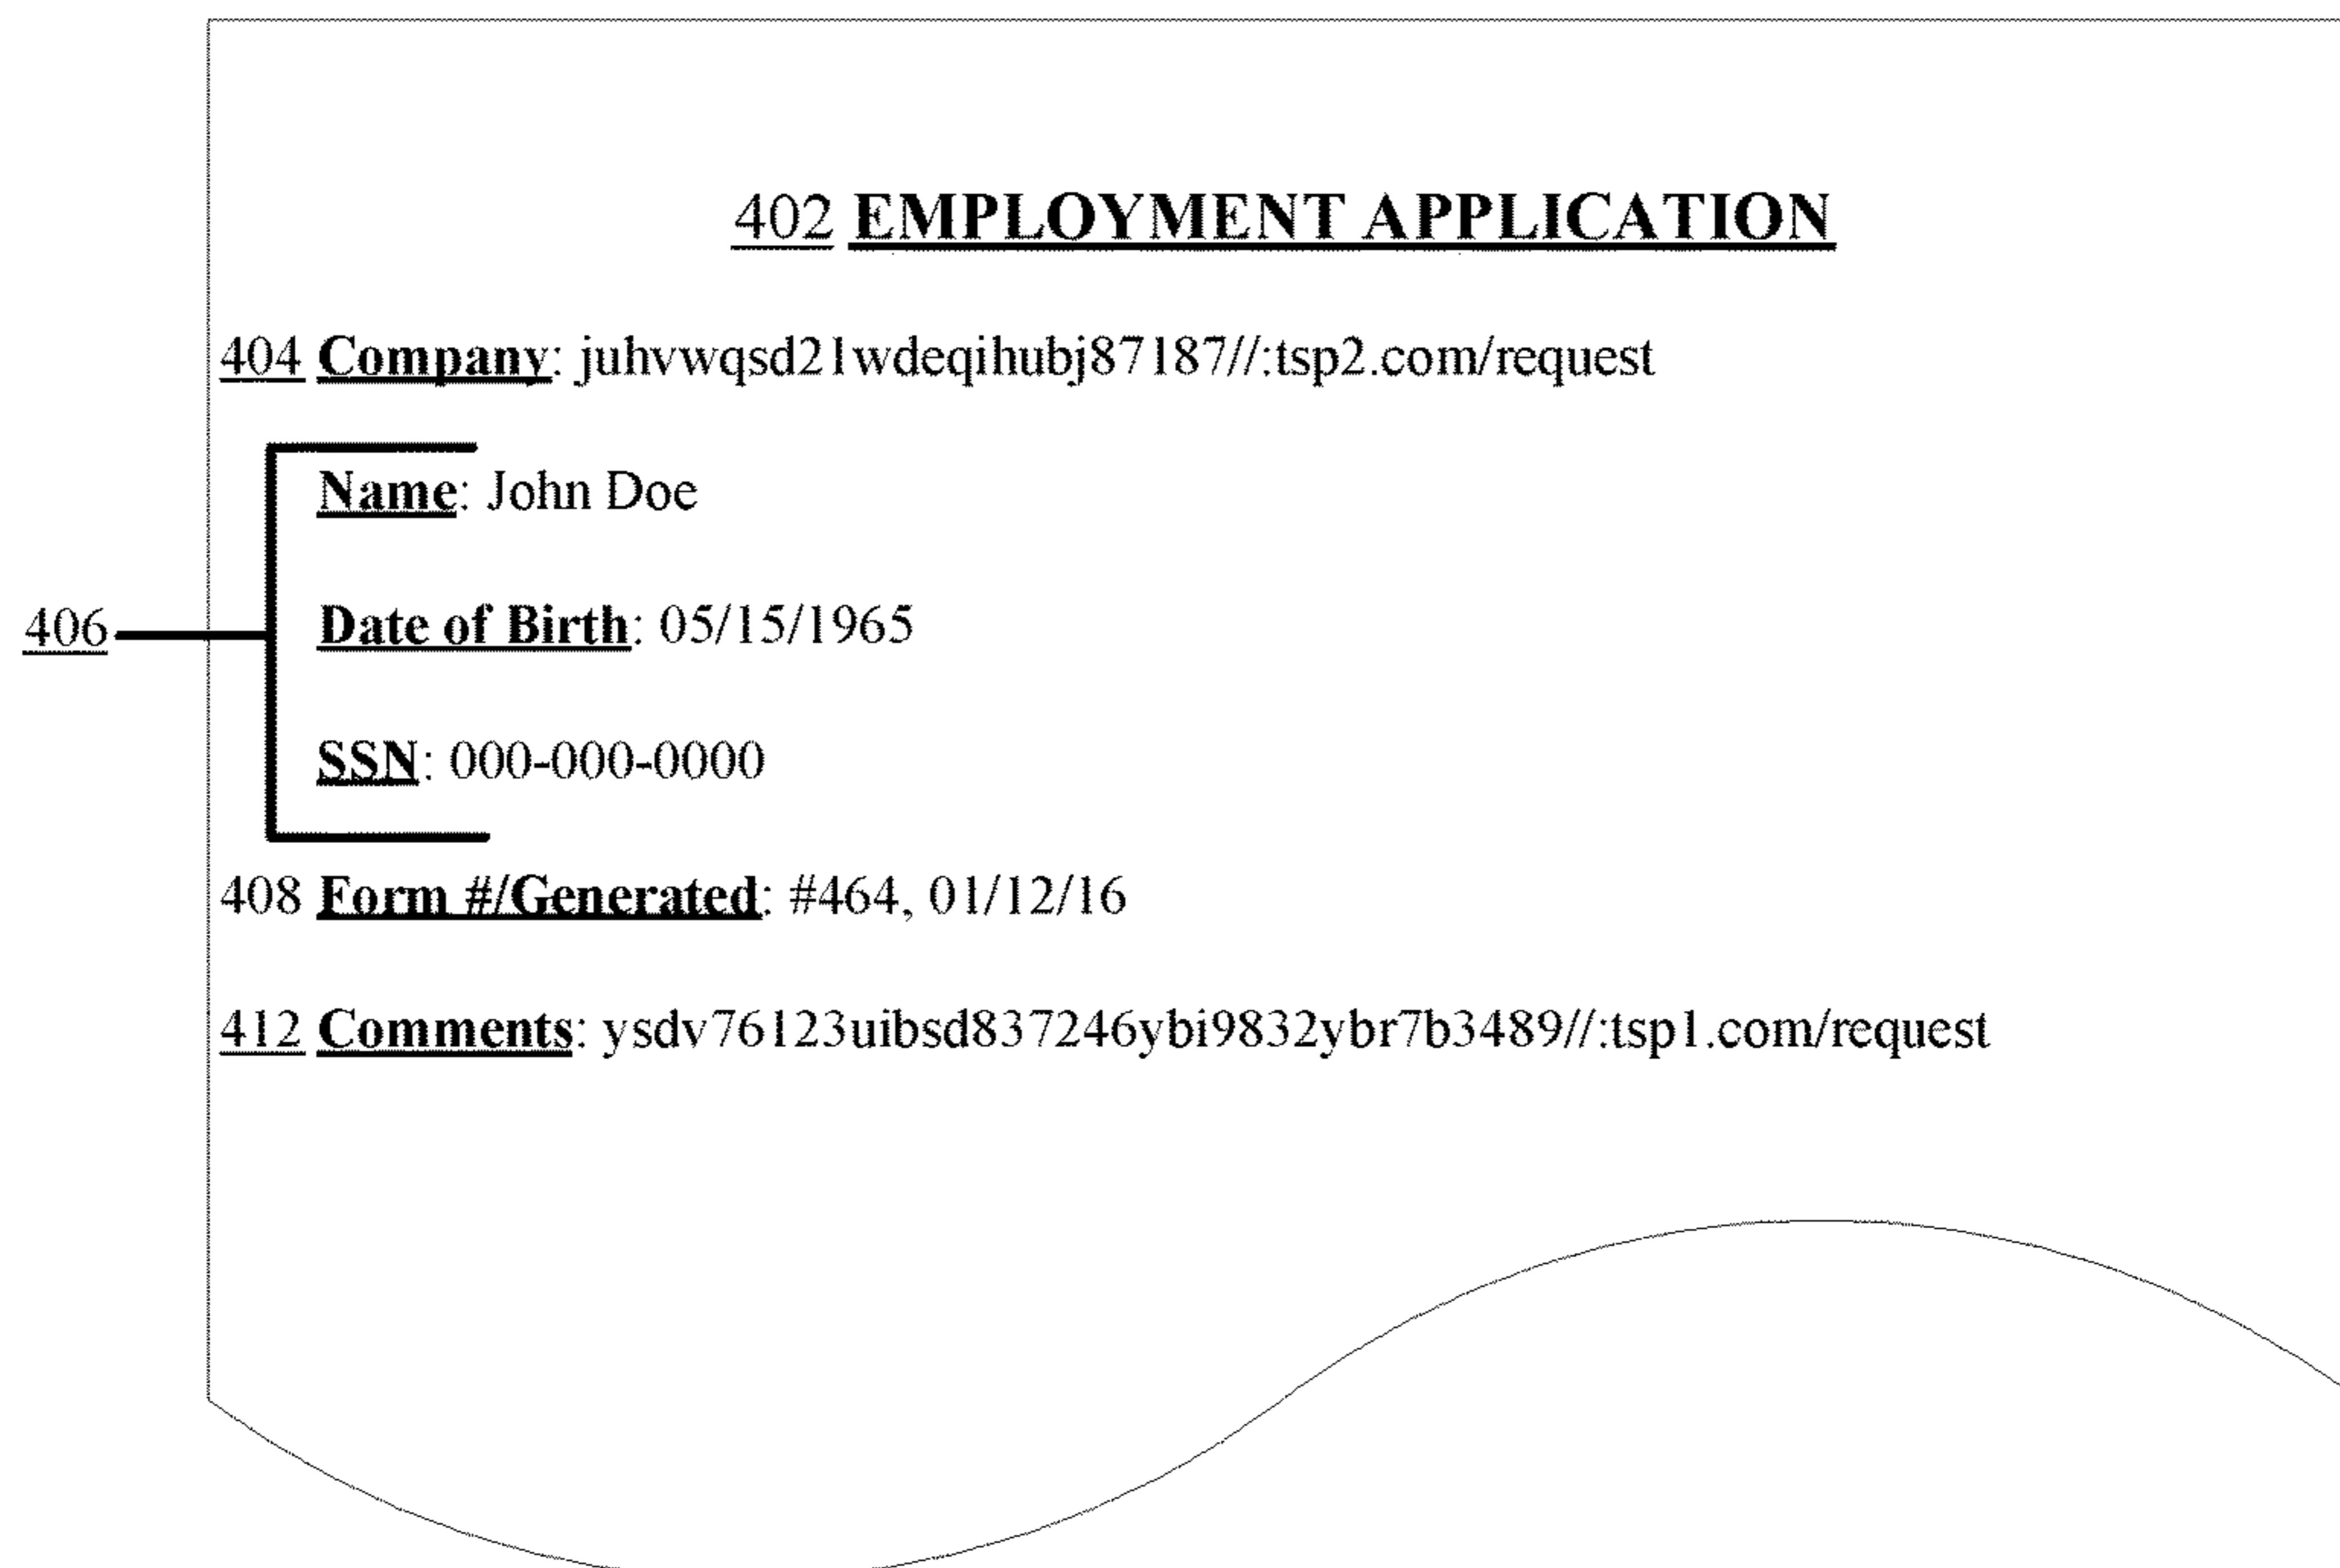 402 EMPLOYMENT APPLICATION
404 Company: juhvwqsd21wdeqihubj87187//:tsp2.com/request
Name: John Doe
406 Date of Birth: 05/15/1965
SSN: 000-000-0000
408 Form #/Generated: #464, 01/12/16
412 Comments: ysdv76123uibsd837246ybi9832ybr7b3489//:tsp1.com/request